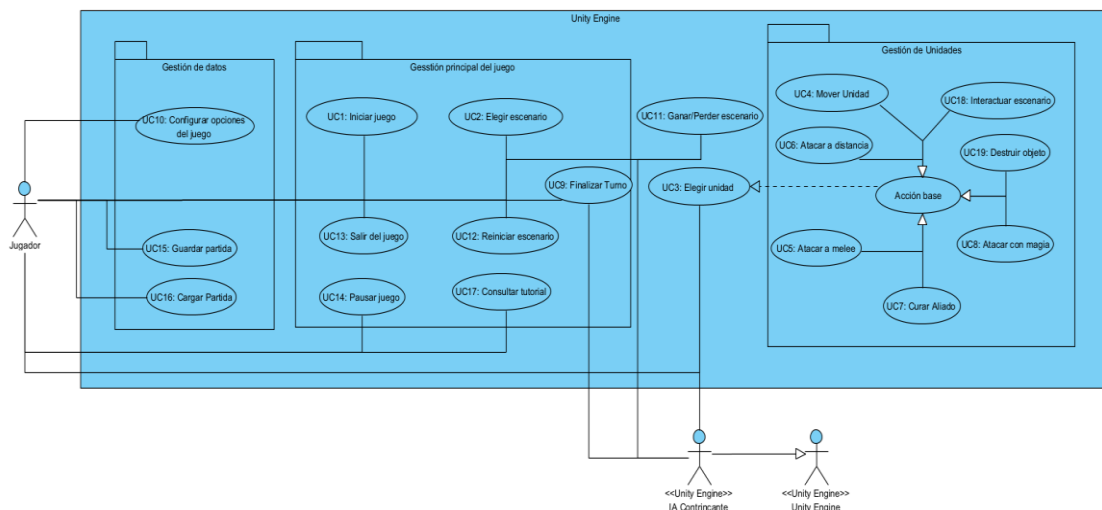 Unity Engine
Gestión de datos
UC10: Configurar opciones
del juego
UC15: Guardar partida
UC16: Cargar Partida
Gesstión principal del juego
UC1: Iniciar juego
UC2: Elegir escenario
UC9: Finalizar Turno
UC13: Salir del juego
UC12: Reiniciar escenario
UC14: Pausar juego
UC17: Consultar tutorial
UC11: Ganar/Perder escenario
UC3: Elegir unidad
Gestión de Unidades
UC4: Mover Unidad
UC18: Interactuar escenario
UC6: Atacar a distancia
UC19: Destruir objeto
Acción base
UC5: Atacar a melee
UC8: Atacar con magia
UC7: Curar Aliado
Jugador
<<Unity Engine>>
IA Contrincante
<<Unity Engine>>
Unity Engine